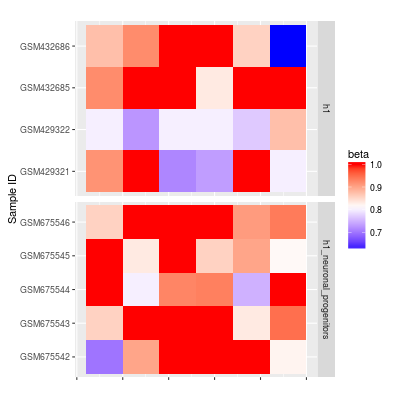 GSM432686
GSM432685
GSM429322
GSM429321
h1
GSM675546
GSM675545
GSM675544
GSM675543
GSM675542
h1_neuronal_progenitors
Sample ID
beta
1.0
0.9
0.8
0.7